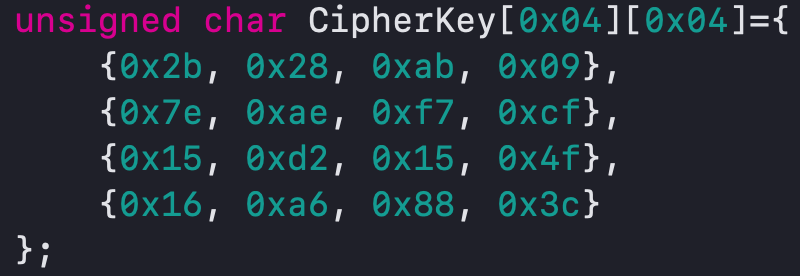 unsigned char CipherKey[0x04][0x04]={
    {0x2b, 0x28, 0xab, 0x09},
    {0x7e, 0xae, 0xf7, 0xcf},
    {0x15, 0xd2, 0x15, 0x4f},
    {0x16, 0xa6, 0x88, 0x3c}
};